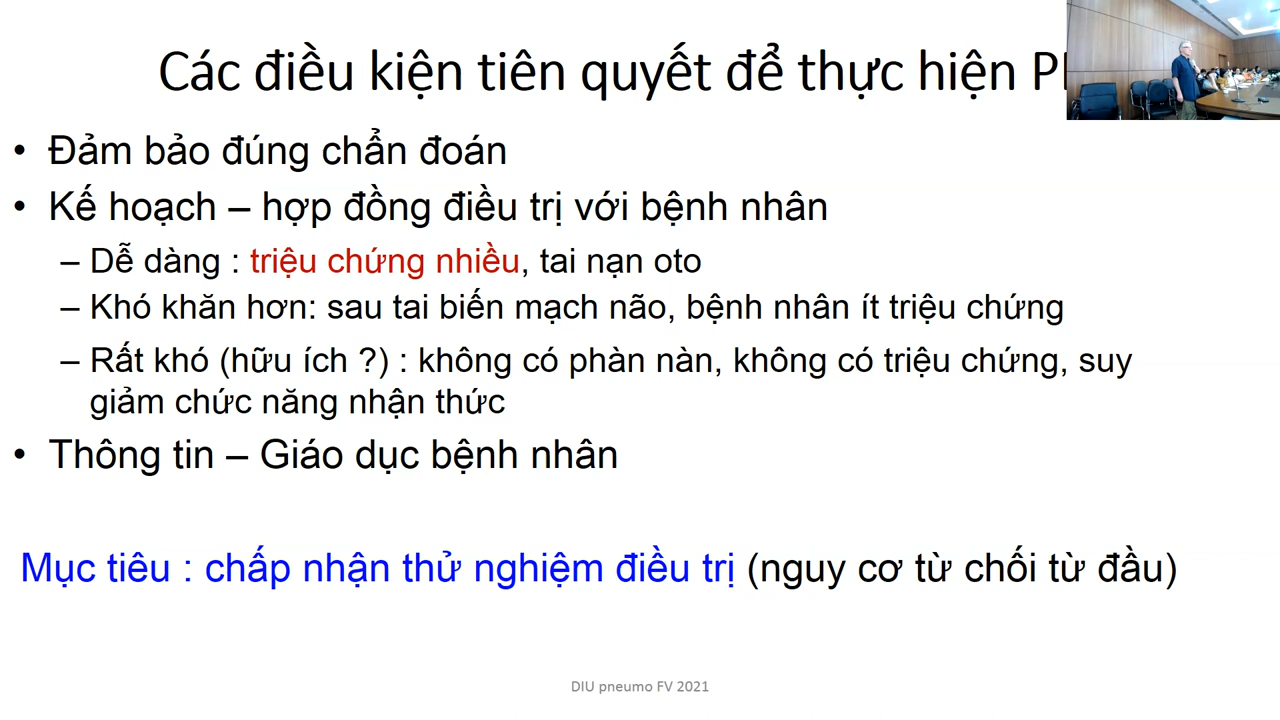 Các điều kiện tiên quyết để thực hiện
• Đảm bảo đúng chẩn đoán
• Kế hoạch – hợp đồng điều trị với bệnh nhân
– Dễ dàng : triệu chứng nhiều, tai nạn oto
– Khó khăn hơn: sau tai biến mạch não, bệnh nhân ít triệu chứng
– Rất khó (hữu ích ?) : không có phàn nàn, không có triệu chứng, suy
giảm chức năng nhận thức
• Thông tin – Giáo dục bệnh nhân
Mục tiêu : chấp nhận thử nghiệm điều trị (nguy cơ từ chối từ đầu)
DIU pneumo FV 2021